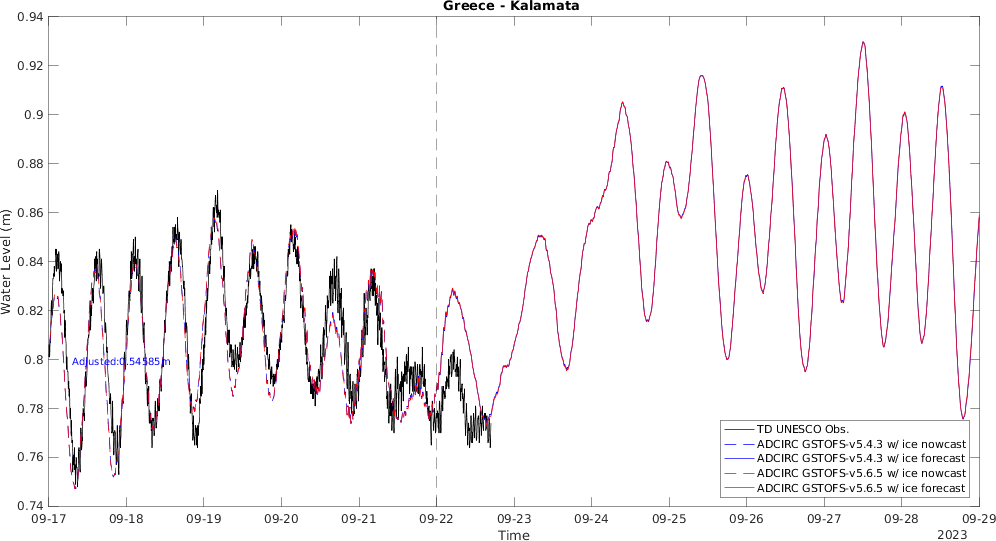 Greece - Kalamata
0.94
0.92
0.9
0.88
0.86
0.84
0.82
0.8
0.78
0.76
0.74
Water Level (m)
Adjusted:0.54585m
TD UNESCO Obs.
ADCIRC GSTOFS-v5.4.3 w/ ice nowcast
ADCIRC GSTOFS-v5.4.3 w/ ice forecast
ADCIRC GSTOFS-v5.6.5 w/ ice nowcast
ADCIRC GSTOFS-v5.6.5 w/ ice forecast
09-17 09-18 09-19 09-20 09-21 09-22 09-23 09-24 09-25 09-26 09-27 09-28 09-29
Time
2023